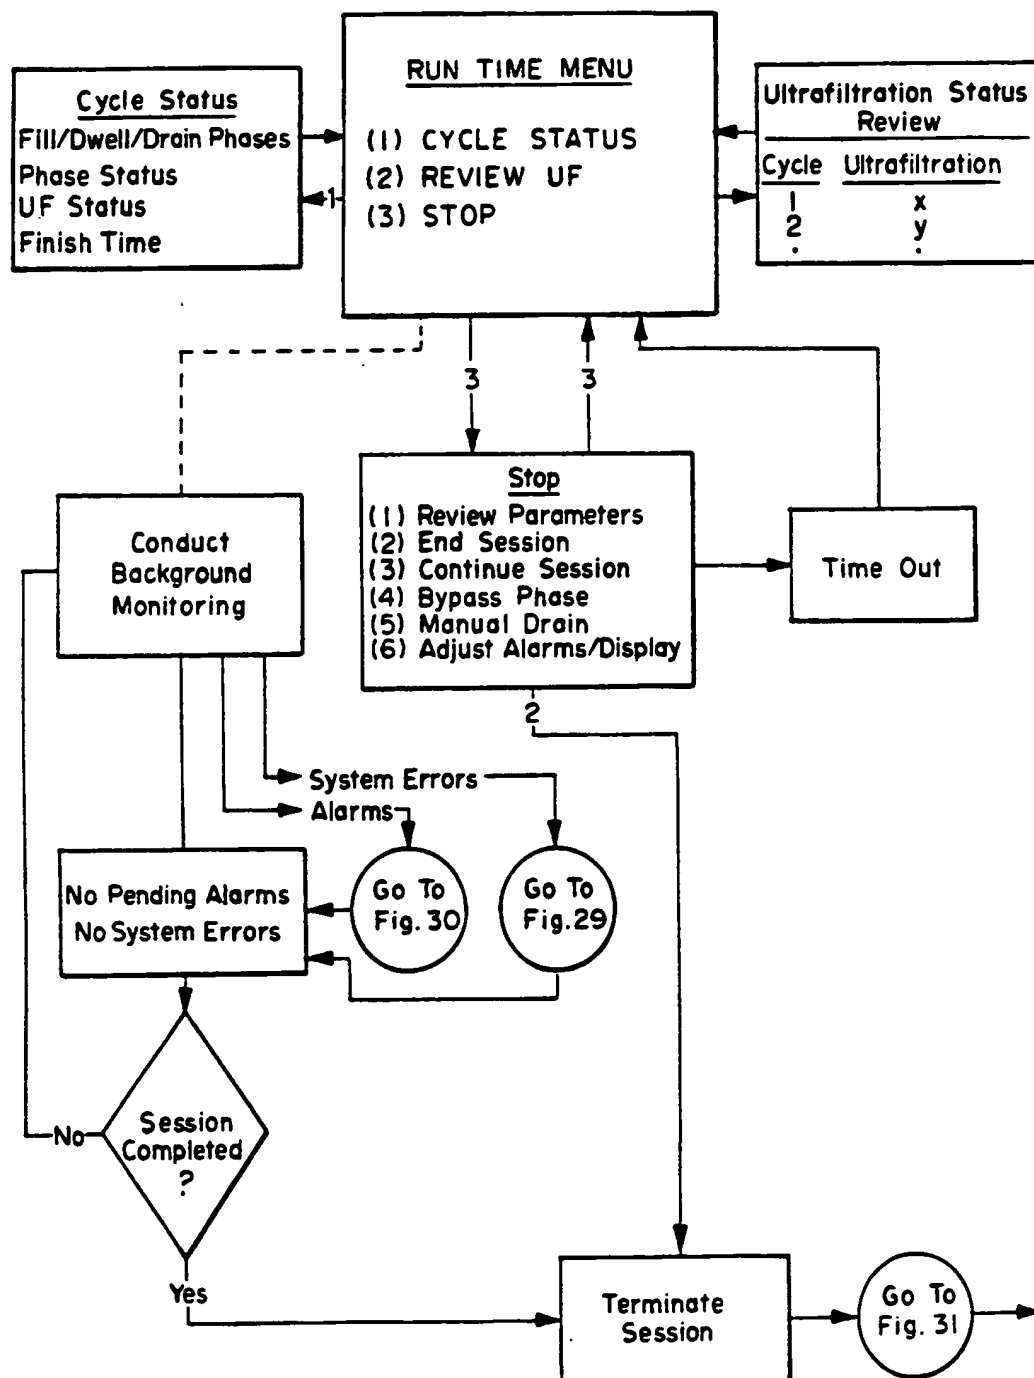 RUN TIME MENU
(1) CYCLE STATUS
(2) REVIEW UF
(3) STOP
Cycle Status
Fill/Dwell/Drain Phases
Phase Status
UF Status
Finish Time
1
Ultrafiltration Status
Review
Cycle Ultrafiltration
1 x
2 y
. .
3
3
Stop
(1) Review Parameters
(2) End Session
(3) Continue Session
(4) Bypass Phase
(5) Manual Drain
(6) Adjust Alarms/Display
Time Out
2
Conduct
Background
Monitoring
System Errors
Alarms
Go To
Fig. 30
Go To
Fig. 29
No Pending Alarms
No System Errors
Session
Completed
?
No
Yes
Terminate
Session
Go To
Fig. 31